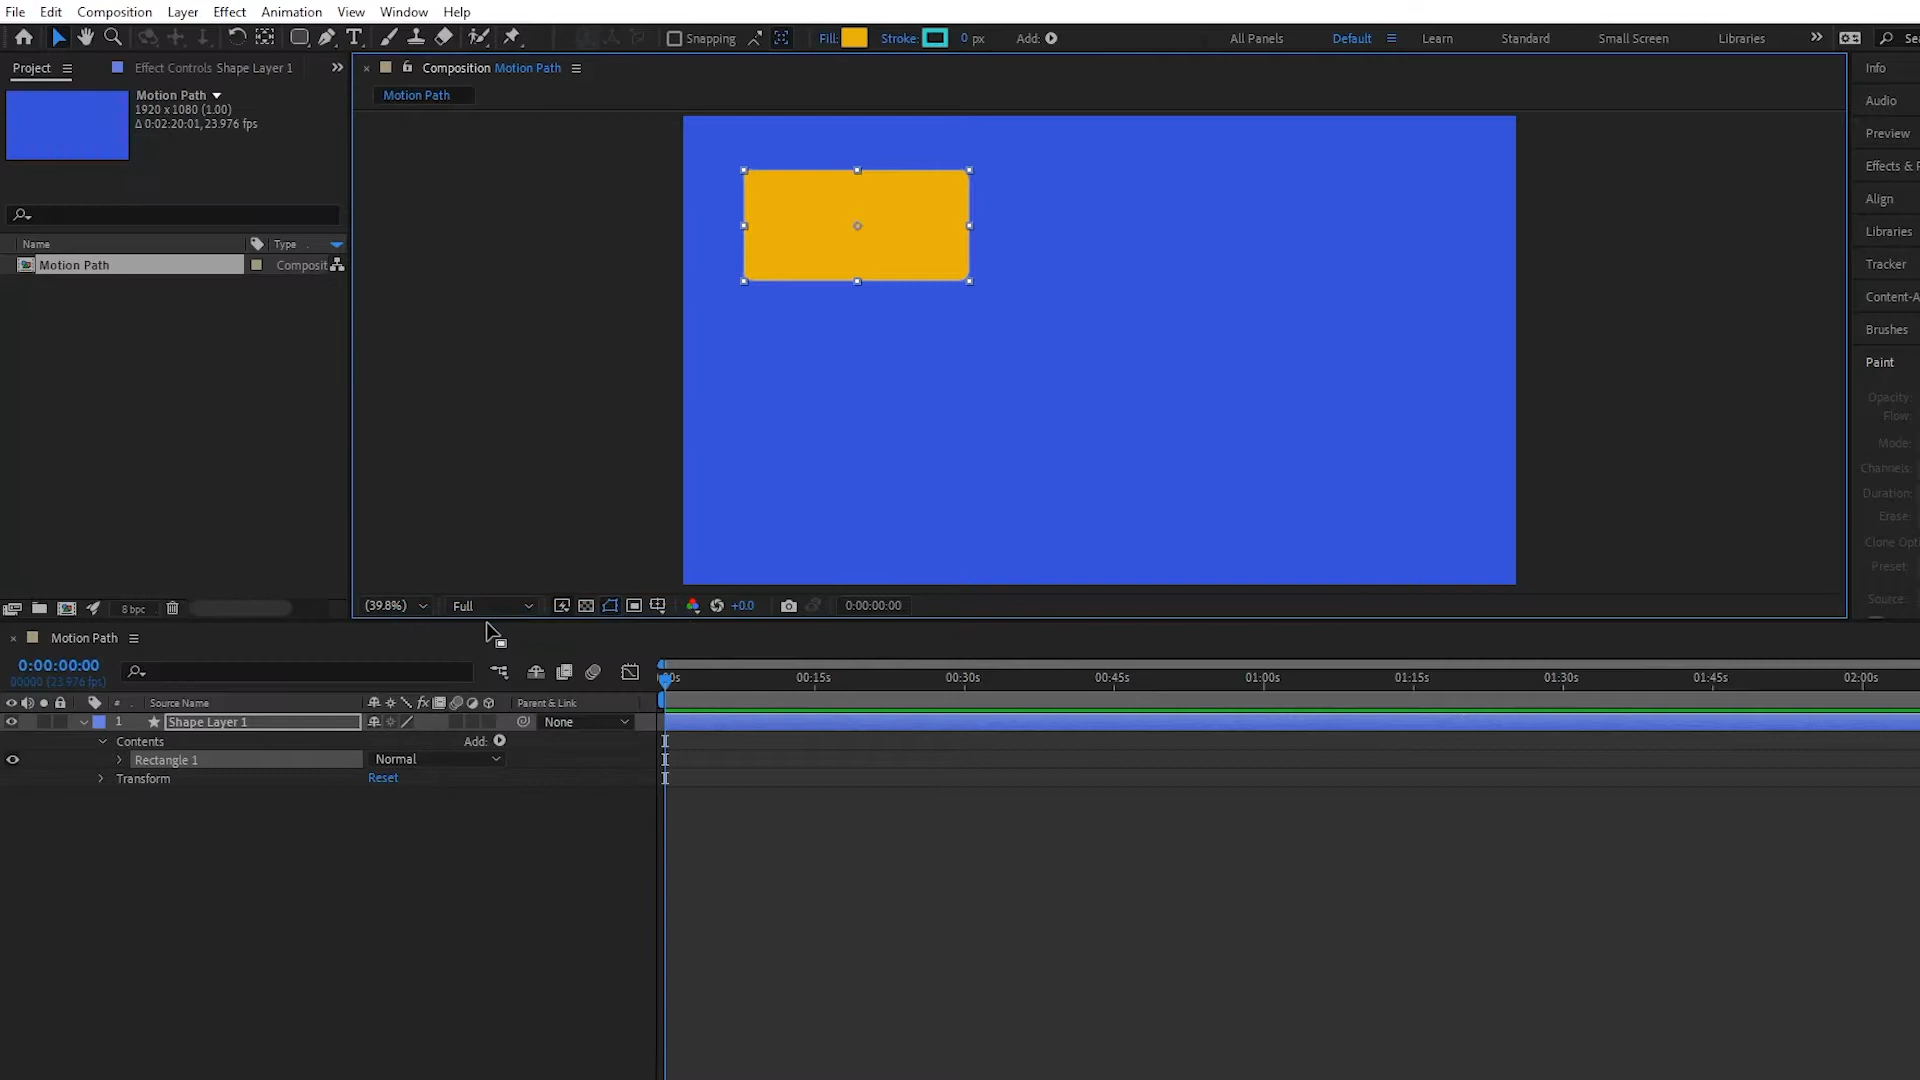 File Edit Composition Layer Effect Animation View Window Help
Snapping Fill: Stroke: 0 px Add: All Panels Default Learn Standard Small Screen Libraries
Project Effect Controls Shape Layer 1
Composition Motion Path
Motion Path
Motion Path
1920 x 1080 (1.00)
Δ 0:02:20:01, 23.976 fps
Name Type
Motion Path Composit
8 bpc
(39.8%) Full +0.0 0:00:00:00
Info
Audio
Preview
Effects & P
Align
Libraries
Tracker
Content-A
Brushes
Paint
Opacity:
Flow:
Mode:
Channels:
Duration:
Erase:
Clone Opti
Preset:
Source:
Motion Path
0:00:00:00
00000 (23.976 fps)
00:15s 00:30s 00:45s 01:00s 01:15s 01:30s 01:45s 02:00s
# Source Name fx Parent & Link
1 Shape Layer 1 None
Contents Add:
Rectangle 1 Normal
Transform Reset